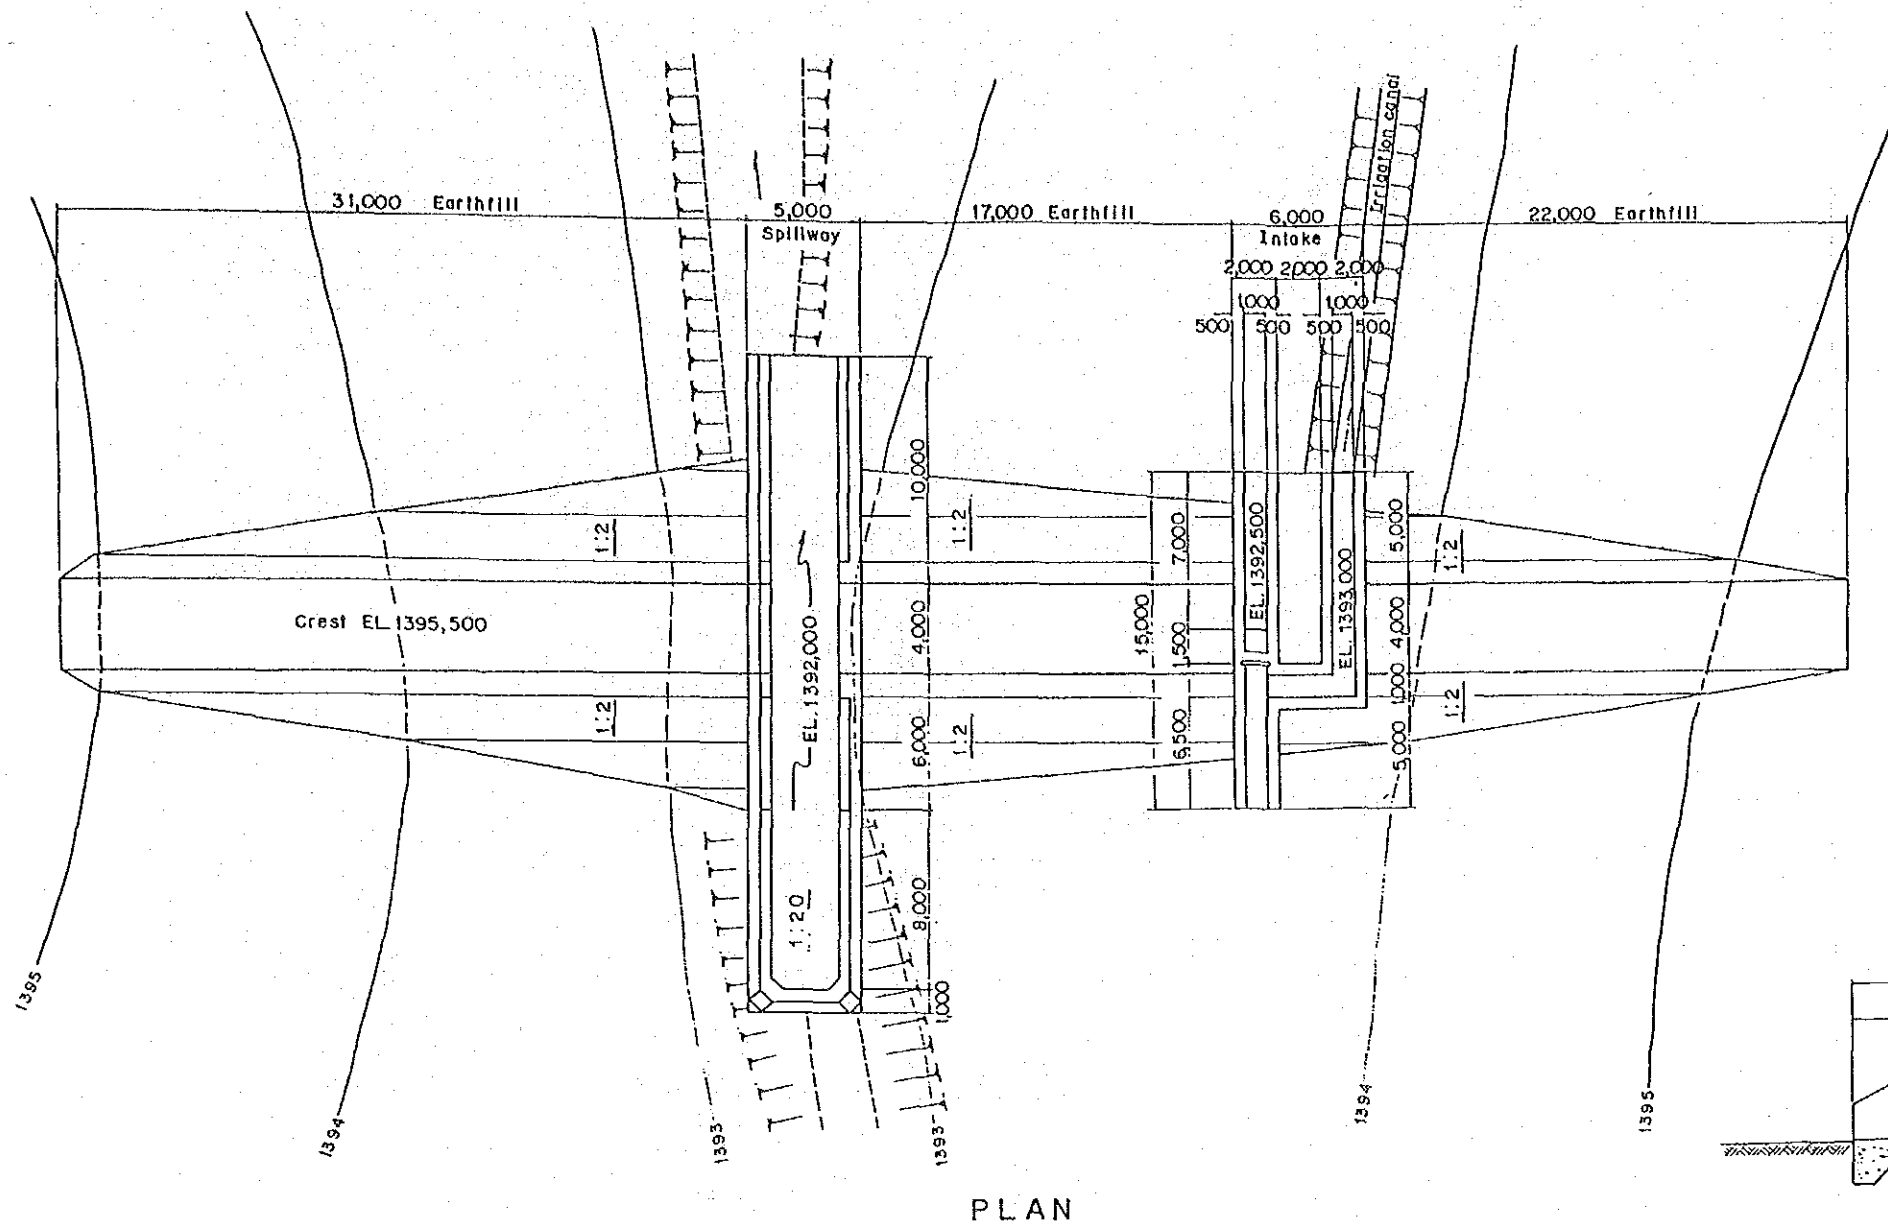 31,000 Earthfill
5,000
Spillway
17,000 Earthfill
6,000
Intake
22,000 Earthfill
Irrigation canal
2,000 2,000 2,000
1,000 1,000
500 500 500 500
1:2
1:2
1:2
1:2
1:2
1:2
Crest EL 1395,500
EL.1392,000
1:20
10,000
4,000
6,000
8,000
1,000
15,000
7,000
1,500
6,500
EL.1392,500
EL.1393,000
5,000
4,000
1,000
5,000
1395
1394
1393
1393
1394
1395
PLAN